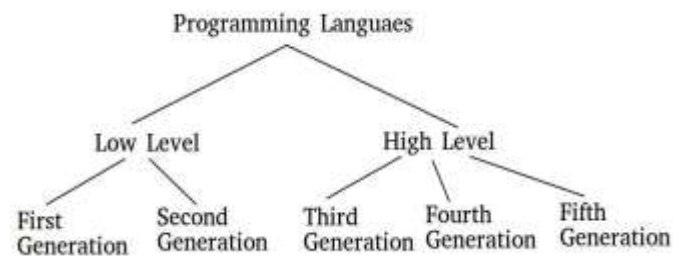 Programming Languaes
Low Level
High Level
First
Generation
Second
Generation
Third
Generation
Fourth
Generation
Fifth
Generation